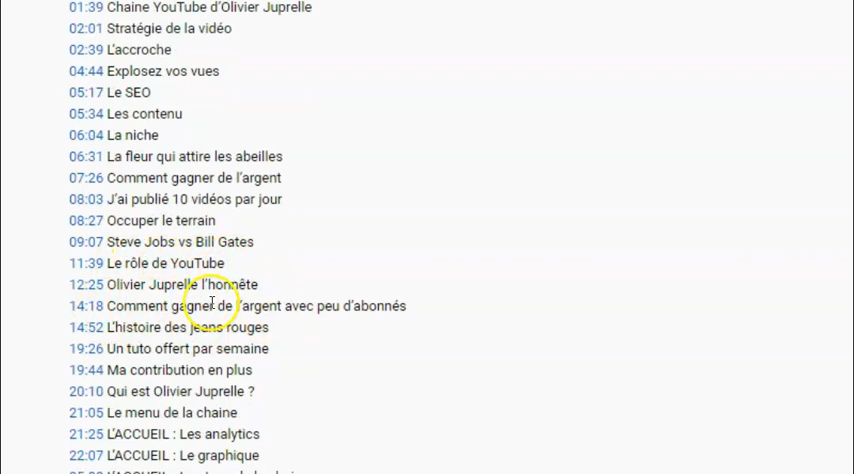 01:39 Chaine YouTube d'Olivier Juprelle
02:01 Stratégie de la vidéo
02:39 L'accroche
04:44 Explosez vos vues
05:17 Le SEO
05:34 Les contenu
06:04 La niche
06:31 La fleur qui attire les abeilles
07:26 Comment gagner de l'argent
08:03 J'ai publié 10 vidéos par jour
08:27 Occuper le terrain
09:07 Steve Jobs vs Bill Gates
11:39 Le rôle de YouTube
12:25 Olivier Juprelle l'honnête
14:18 Comment gagner de l'argent avec peu d'abonnés
14:52 L'histoire des jeans rouges
19:26 Un tuto offert par semaine
19:44 Ma contribution en plus
20:10 Qui est Olivier Juprelle ?
21:05 Le menu de la chaine
21:25 L'ACCUEIL : Les analytics
22:07 L'ACCUEIL : Le graphique